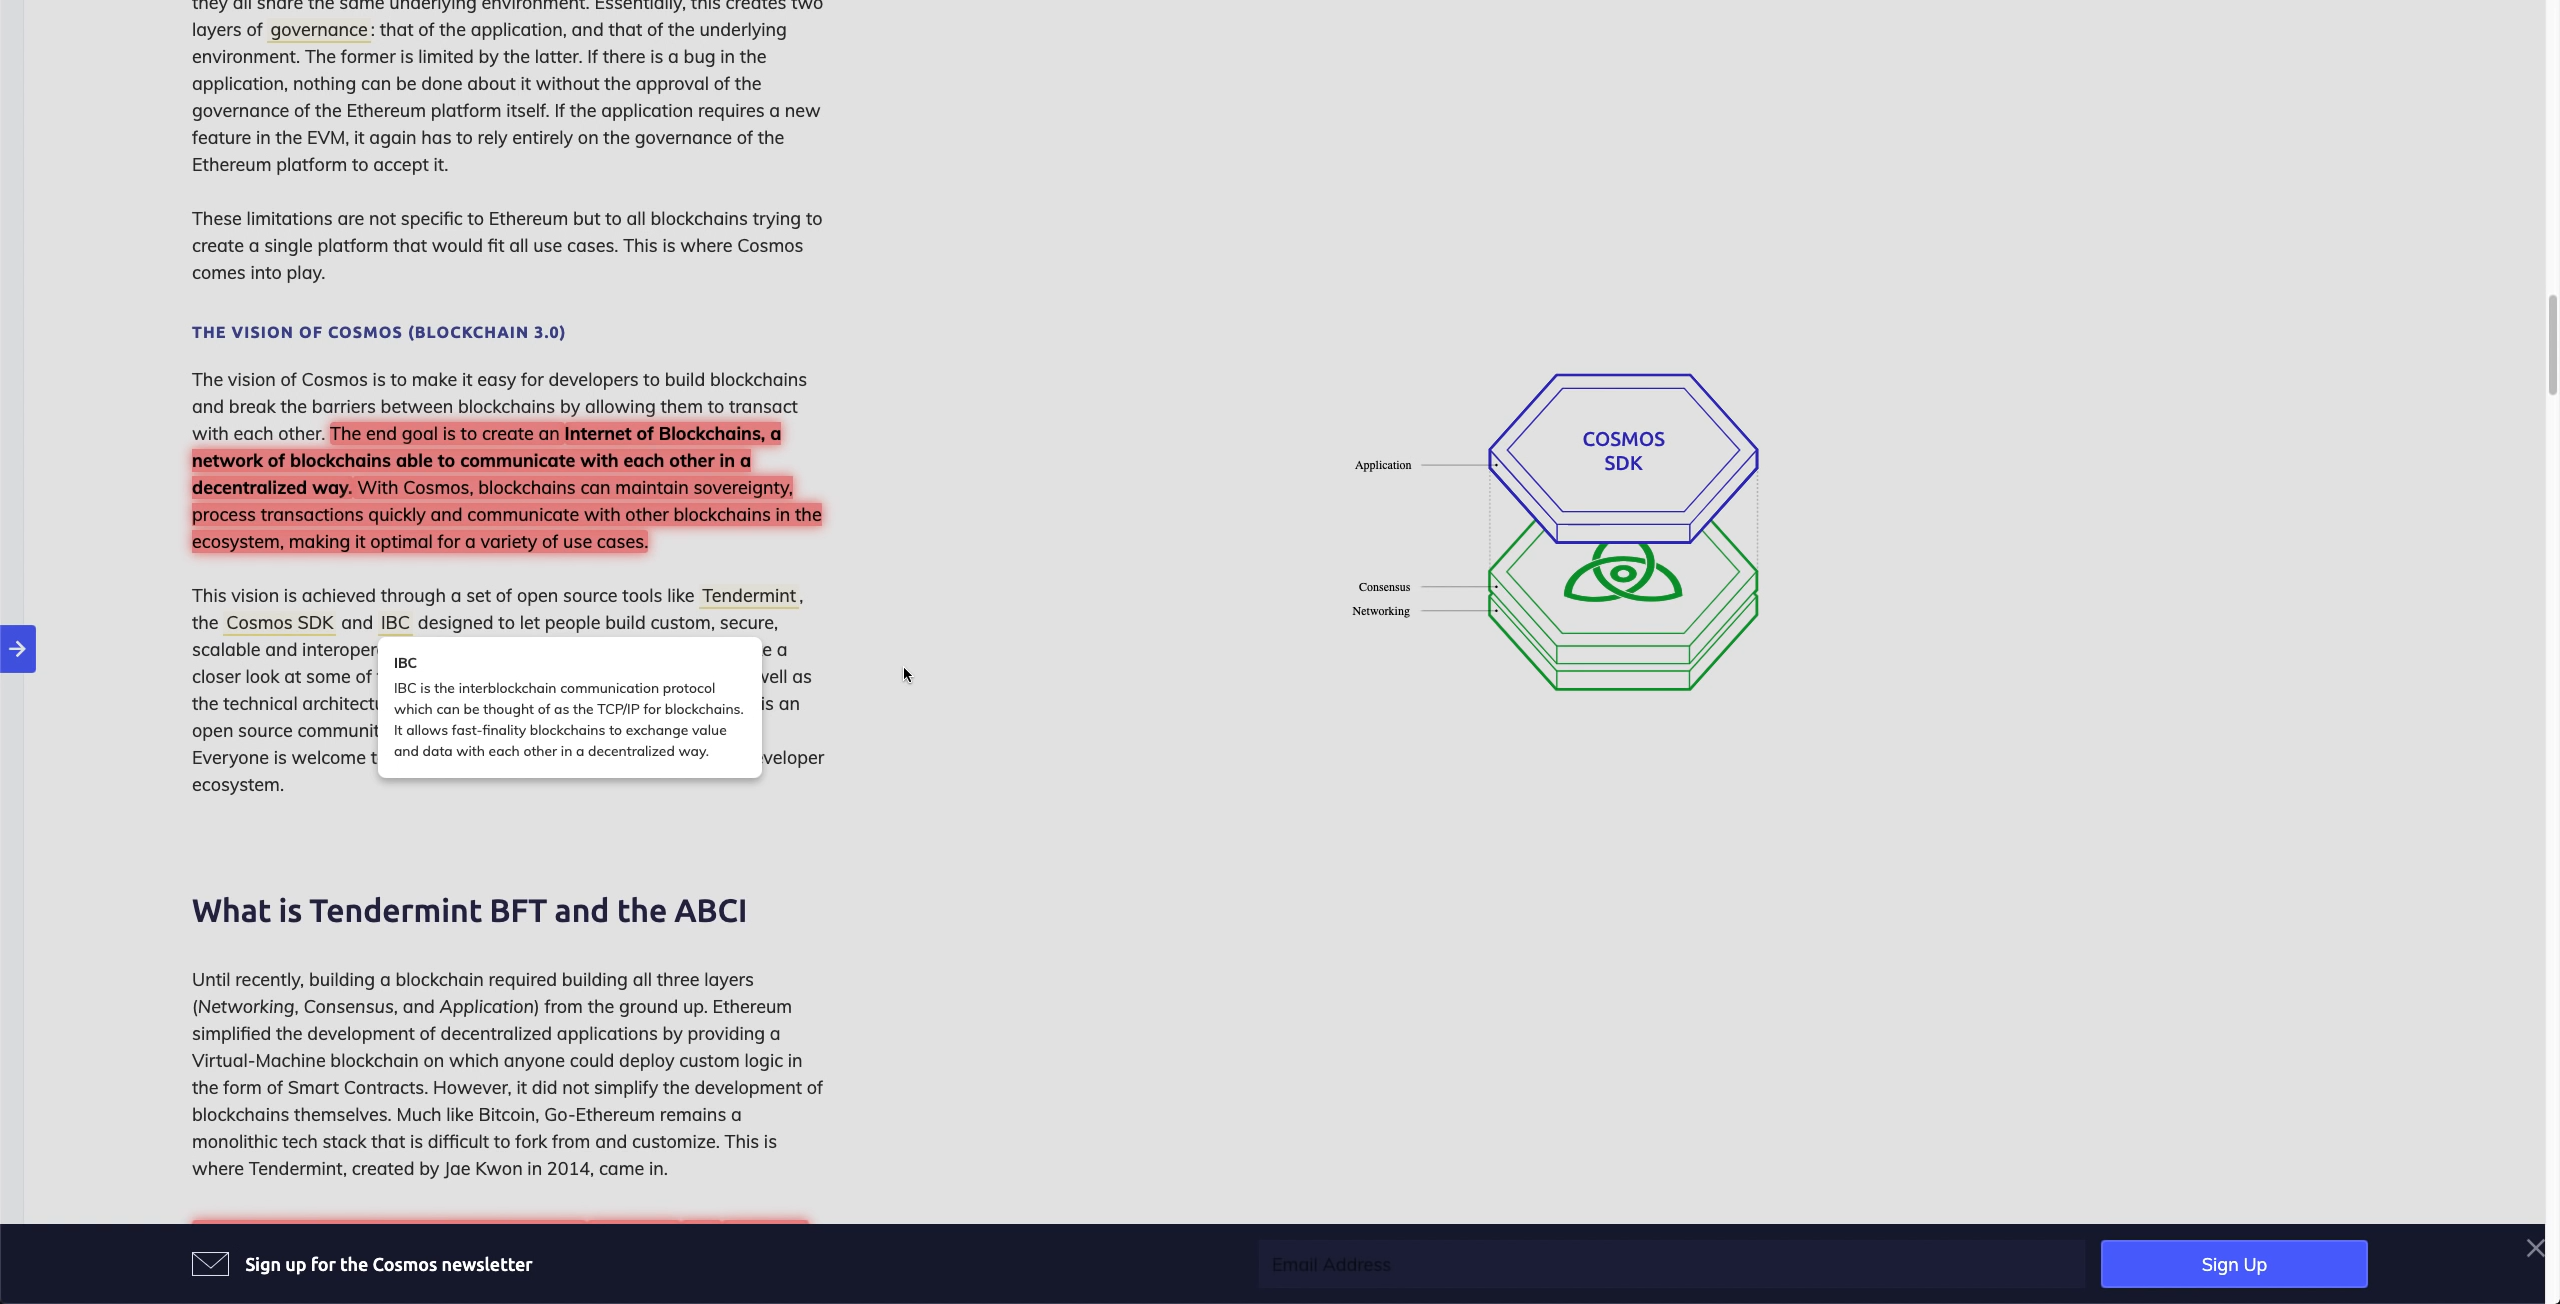 they all share the same underlying environment. Essentially, this creates two
layers of governance: that of the application, and that of the underlying
environment. The former is limited by the latter. If there is a bug in the
application, nothing can be done about it without the approval of the
governance of the Ethereum platform itself. If the application requires a new
feature in the EVM, it again has to rely entirely on the governance of the
Ethereum platform to accept it.
These limitations are not specific to Ethereum but to all blockchains trying to
create a single platform that would fit all use cases. This is where Cosmos
comes into play.
THE VISION OF COSMOS (BLOCKCHAIN 3.0)
The vision of Cosmos is to make it easy for developers to build blockchains
and break the barriers between blockchains by allowing them to transact
with each other. The end goal is to create an Internet of Blockchains, a
network of blockchains able to communicate with each other in a
decentralized way. With Cosmos, blockchains can maintain sovereignty,
process transactions quickly and communicate with other blockchains in the
ecosystem, making it optimal for a variety of use cases.
This vision is achieved through a set of open source tools like Tendermint,
the Cosmos SDK and IBC designed to let people build custom, secure,
scalable and a
closer look at some of as
the technical is an
open source
Everyone is welcome
ecosystem.
IBC
IBC is the interblockchain communication protocol
which can be thought of as the TCP/IP for blockchains.
It allows fast-finality blockchains to exchange value
and data with each other in a decentralized way.
COSMOS
SDK
Application
Consensus
Networking
What is Tendermint BFT and the ABCI
Until recently, building a blockchain required building all three layers
(Networking, Consensus, and Application) from the ground up. Ethereum
simplified the development of decentralized applications by providing a
Virtual-Machine blockchain on which anyone could deploy custom logic in
the form of Smart Contracts. However, it did not simplify the development of
blockchains themselves. Much like Bitcoin, Go-Ethereum remains a
monolithic tech stack that is difficult to fork from and customize. This is
where Tendermint, created by Jae Kwon in 2014, came in.
Sign up for the Cosmos newsletter
Email Address
Sign Up